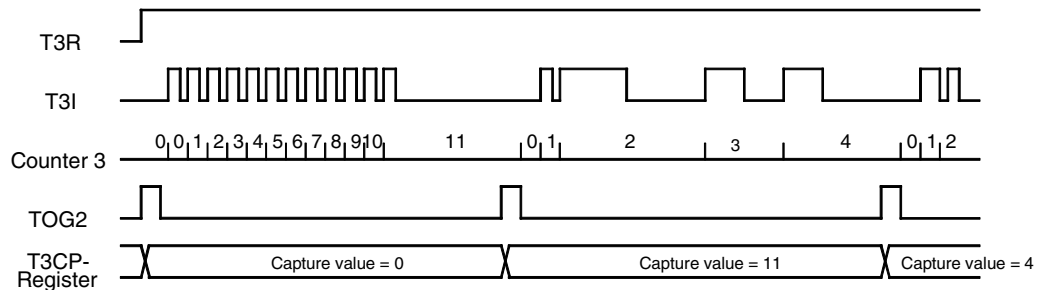 T3R
T3I
Counter 3 0 0 1 2 3 4 5 6 7 8 9 10 11 0 1 2 3 4 0 1 2
TOG2
T3CP-
Register
Capture value = 0 Capture value = 11 Capture value = 4